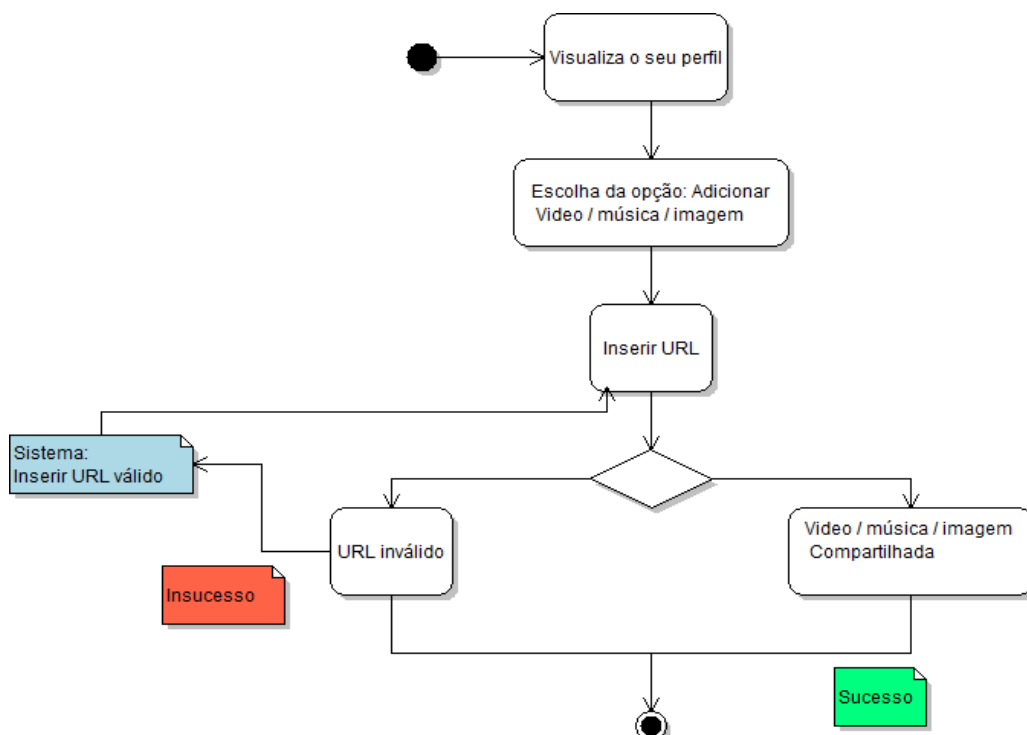 Visualiza o seu perfil
Escolha da opção: Adicionar
Video / música / imagem
Inserir URL
Sistema:
Inserir URL válido
URL inválido
Video / música / imagem
Compartilhada
Insucesso
Sucesso